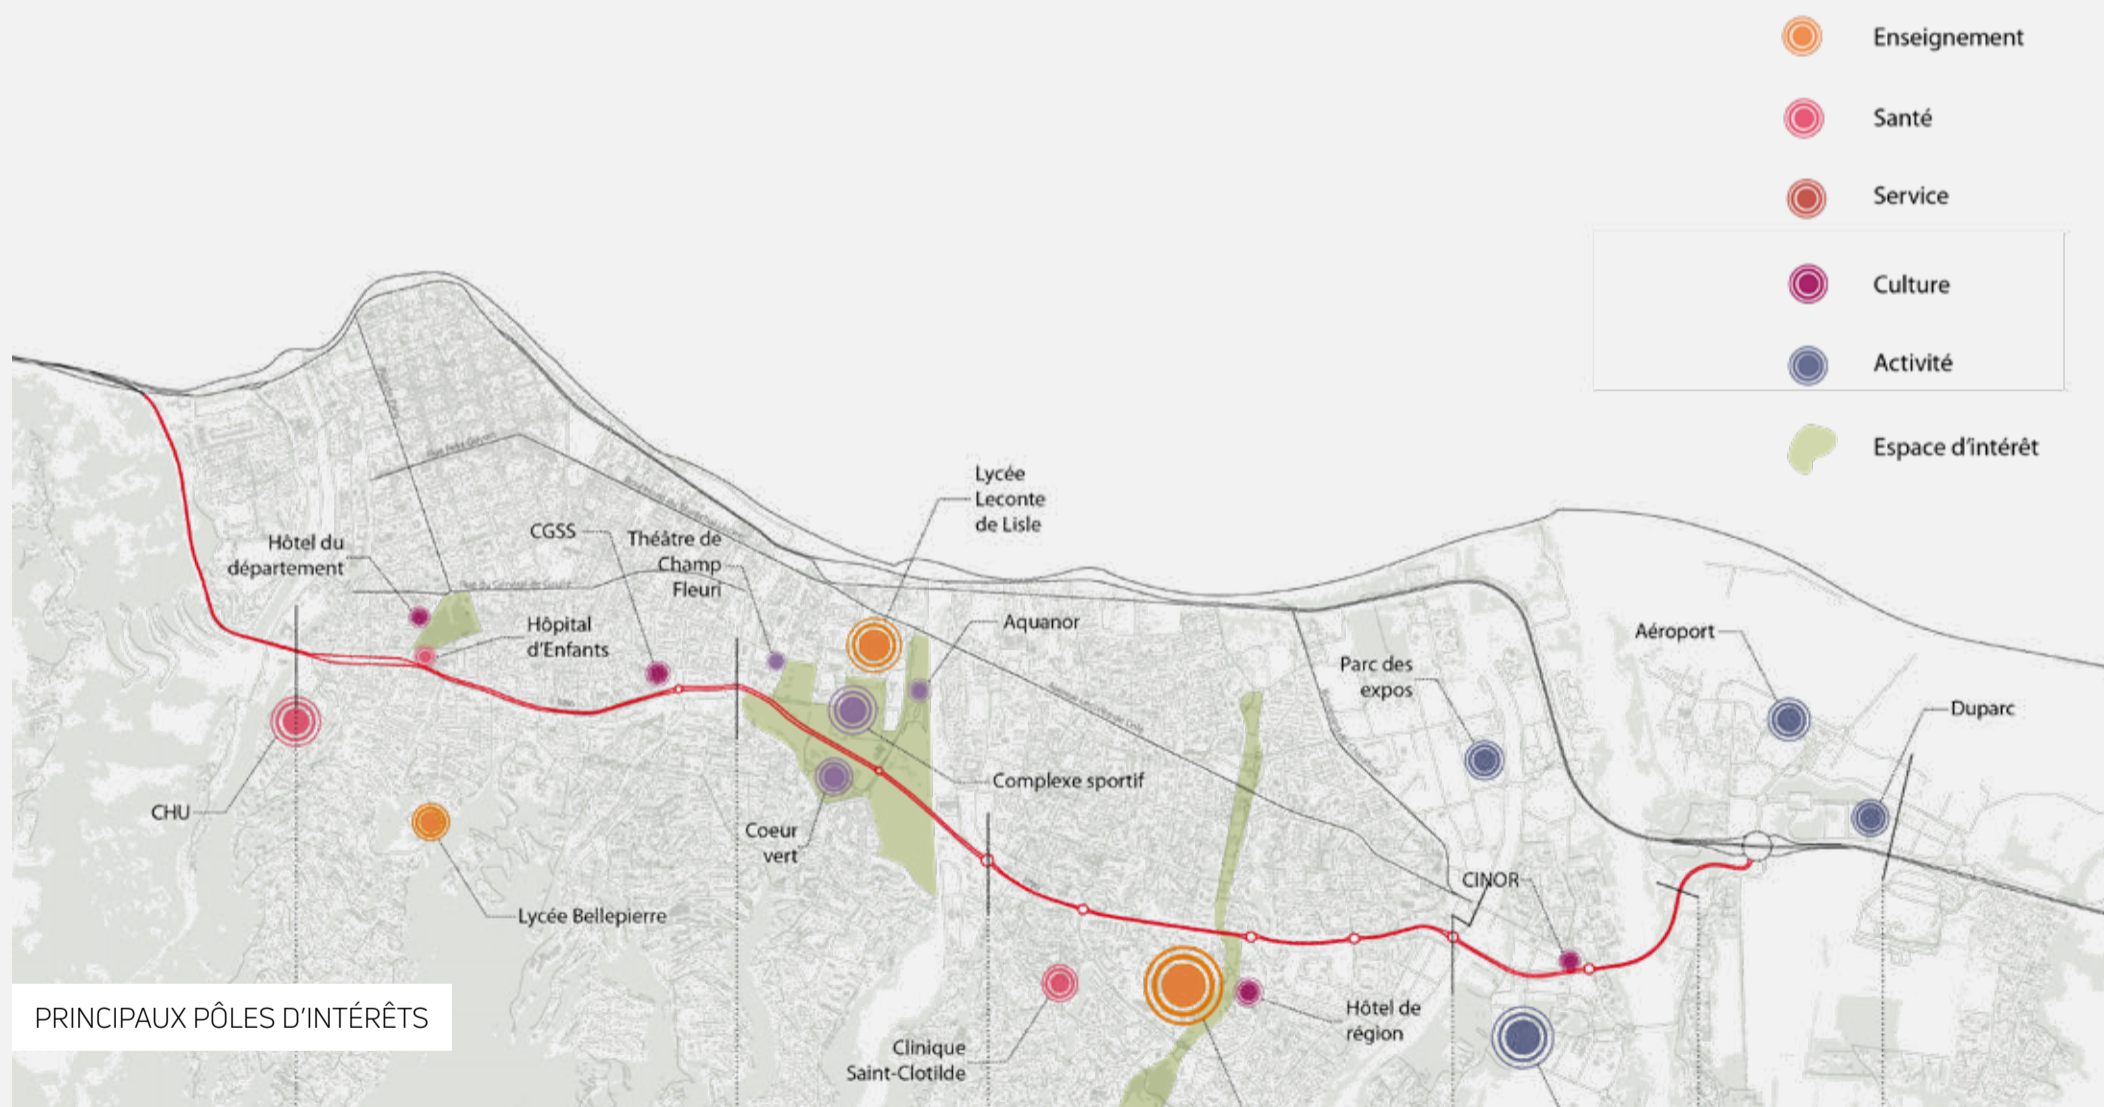 Enseignement
Santé
Service
Culture
Activité
Espace d'intérêt
Lycée
Leconte
de Lisle
CGSS
Théâtre de
Champ
Fleuri
Hôtel du
département
Hôpital
d'Enfants
Aquanor
Aéroport
Parc des
expos
Duparc
Complexe sportif
CHU
Coeur
vert
CINOR
Lycée Bellepierre
Hôtel de
région
Clinique
Saint-Clotilde
PRINCIPAUX PÔLES D'INTÉRÊTS